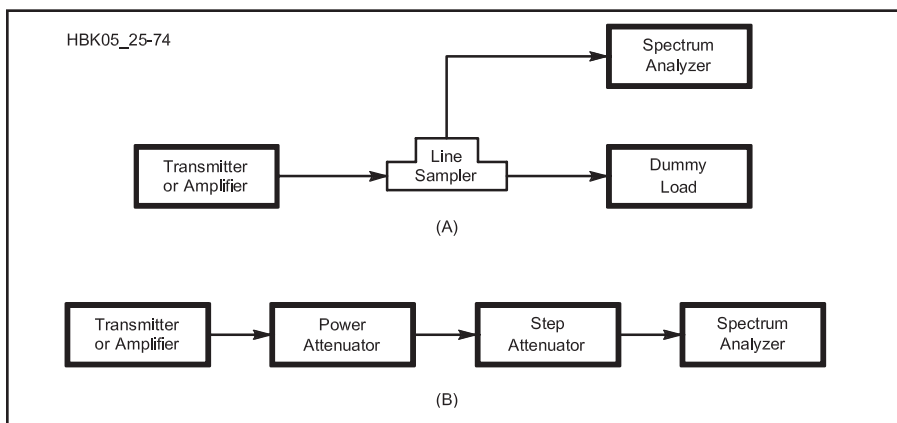 HBK05_25-74
Spectrum
Analyzer
Transmitter
or Amplifier
Line
Sampler
Dummy
Load
(A)
Transmitter
or Amplifier
Power
Attenuator
Step
Attenuator
Spectrum
Analyzer
(B)